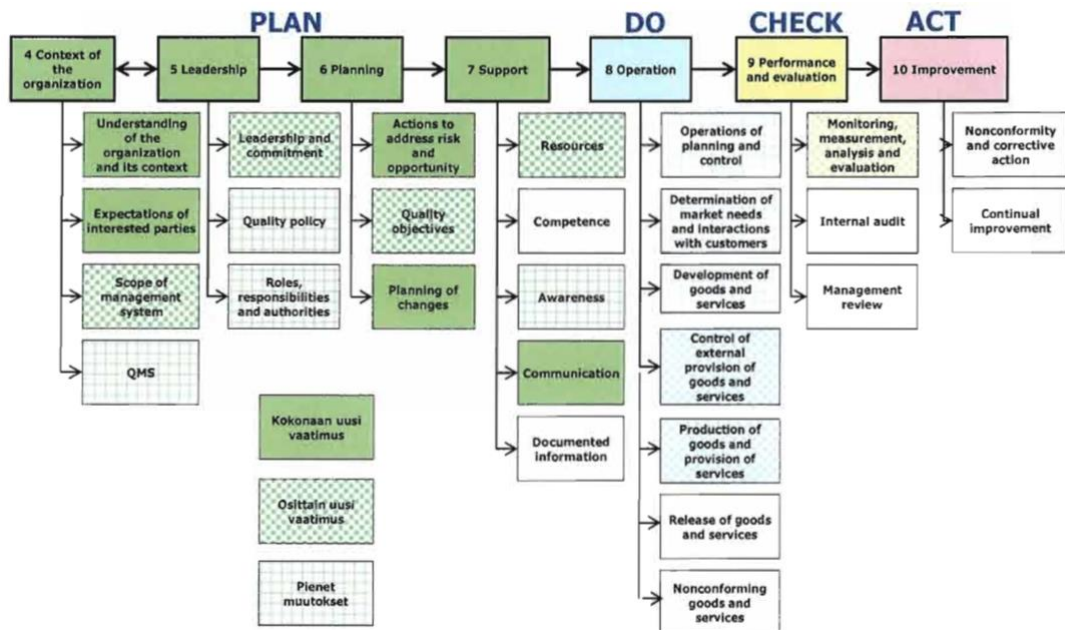 PLAN
DO
CHECK
ACT
4 Context of
the
organization
5 Leadership
6 Planning
7 Support
8 Operation
9 Performance
and evaluation
10 Improvement
Understanding
of the
organization
and its context
Expectations of
interested parties
Scope of
management
system
QMS
Leadership and
commitment
Quality policy
Roles,
responsibilities
and authorities
Actions to
address risk
and
opportunity
Quality
objectives
Planning of
changes
Resources
Competence
Awareness
Communication
Documented
information
Operations of
planning and
control
Determination of
market needs
and interactions
with customers
Development of
goods and
services
Control of
external
provision of
goods and
services
Production of
goods and
provision of
services
Release of goods
and services
Nonconforming
goods and
services
Monitoring,
measurement,
analysis and
evaluation
Internal audit
Management
review
Nonconformity
and corrective
action
Continual
improvement
Kokonaan uusi
vaatimus
Osittain uusi
vaatimus
Pienet
muutokset